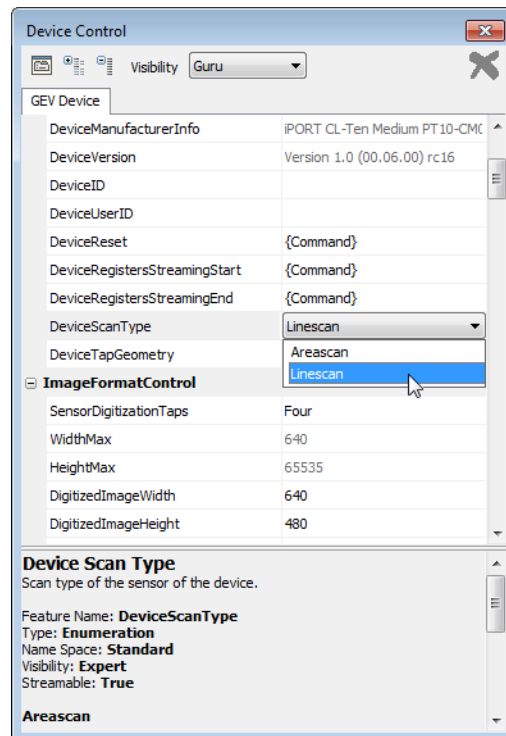 Device Control
Visibility Guru
GEV Device
DeviceManufacturerInfo iPORT CL-Ten Medium PT10-CM(
DeviceVersion Version 1.0 (00.06.00) rc16
DeviceID
DeviceUserID
DeviceReset {Command}
DeviceRegistersStreamingStart {Command}
DeviceRegistersStreamingEnd {Command}
DeviceScanType Linescan
DeviceTapGeometry Areascan
Linescan
ImageFormatControl
SensorDigitizationTaps Four
WidthMax 640
HeightMax 65535
DigitizedImageWidth 640
DigitizedImageHeight 480
Device Scan Type
Scan type of the sensor of the device.
Feature Name: DeviceScanType
Type: Enumeration
Name Space: Standard
Visibility: Expert
Streamable: True
Areascan